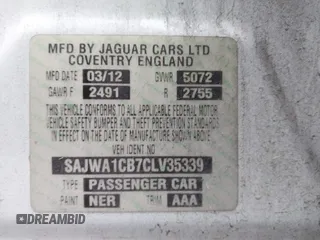 MFD BY JAGUAR CARS LTD
COVENTRY ENGLAND
MFD DATE 03/12 GVWR 5072
GAWR F 2491 R 2755
THIS VEHICLE CONFORMS TO ALL APPLICABLE FEDERAL MOTOR
VEHICLE SAFETY BUMPER AND THEFT PREVENTION STANDARDS
IN EFFECT ON THE DATE OF MANUFACTURE SHOWN ABOVE.
VEH IDENT NO
SAJWA1CB7CLV35339
TYPE PASSENGER CAR
PAINT NER TRIM AAA
DREAMBID